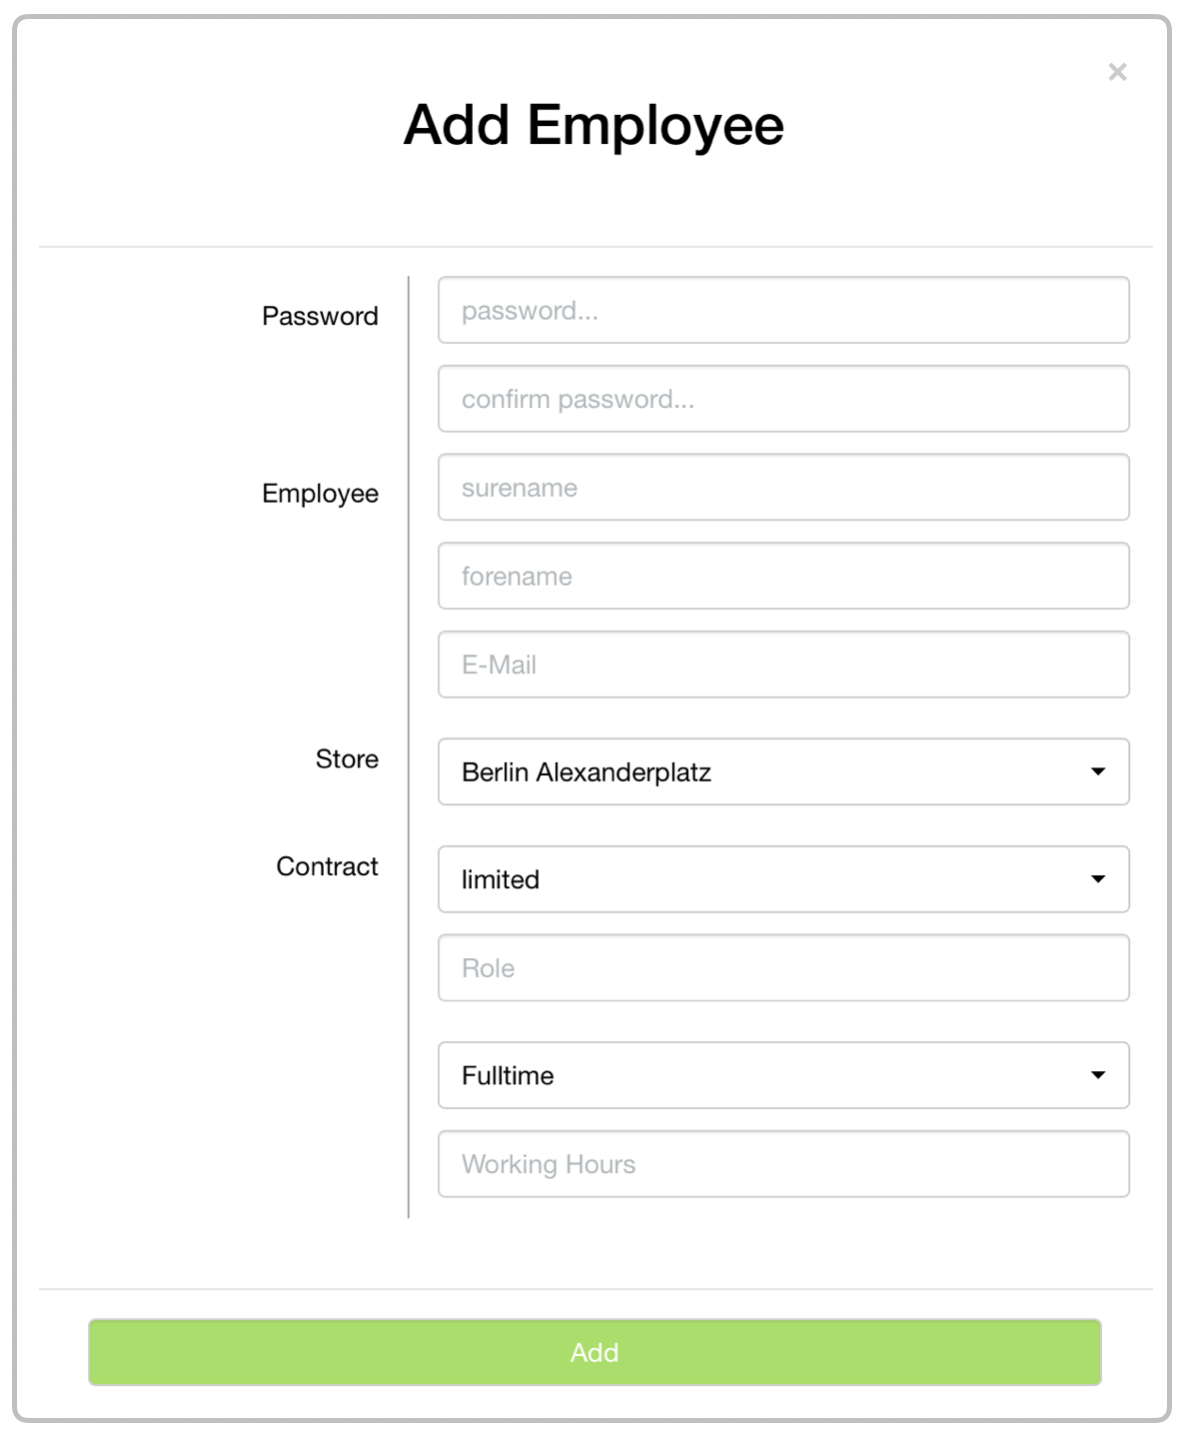 ×
Add Employee
Password
password...
confirm password...
Employee
surename
forename
E-Mail
Store
Berlin Alexanderplatz
Contract
limited
Role
Fulltime
Working Hours
Add